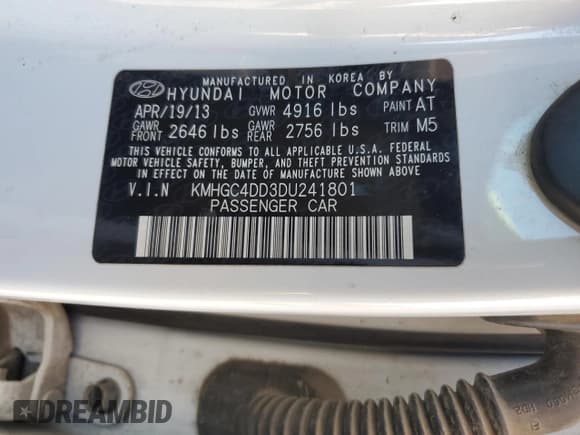 MANUFACTURED IN KOREA BY
HYUNDAI MOTOR COMPANY
APR/19/13 GVWR 4916 lbs PAINT AT
GAWR FRONT 2646 lbs GAWR REAR 2756 lbs TRIM M5
THIS VEHICLE CONFORMS TO ALL APPLICABLE U.S.A. FEDERAL
MOTOR VEHICLE SAFETY, BUMPER, AND THEFT PREVENTION STANDARDS
IN EFFECT ON THE DATE OF MANUFACTURE SHOWN ABOVE.
V.I.N KMHGC4DD3DU241801
PASSENGER CAR
DREAMBID